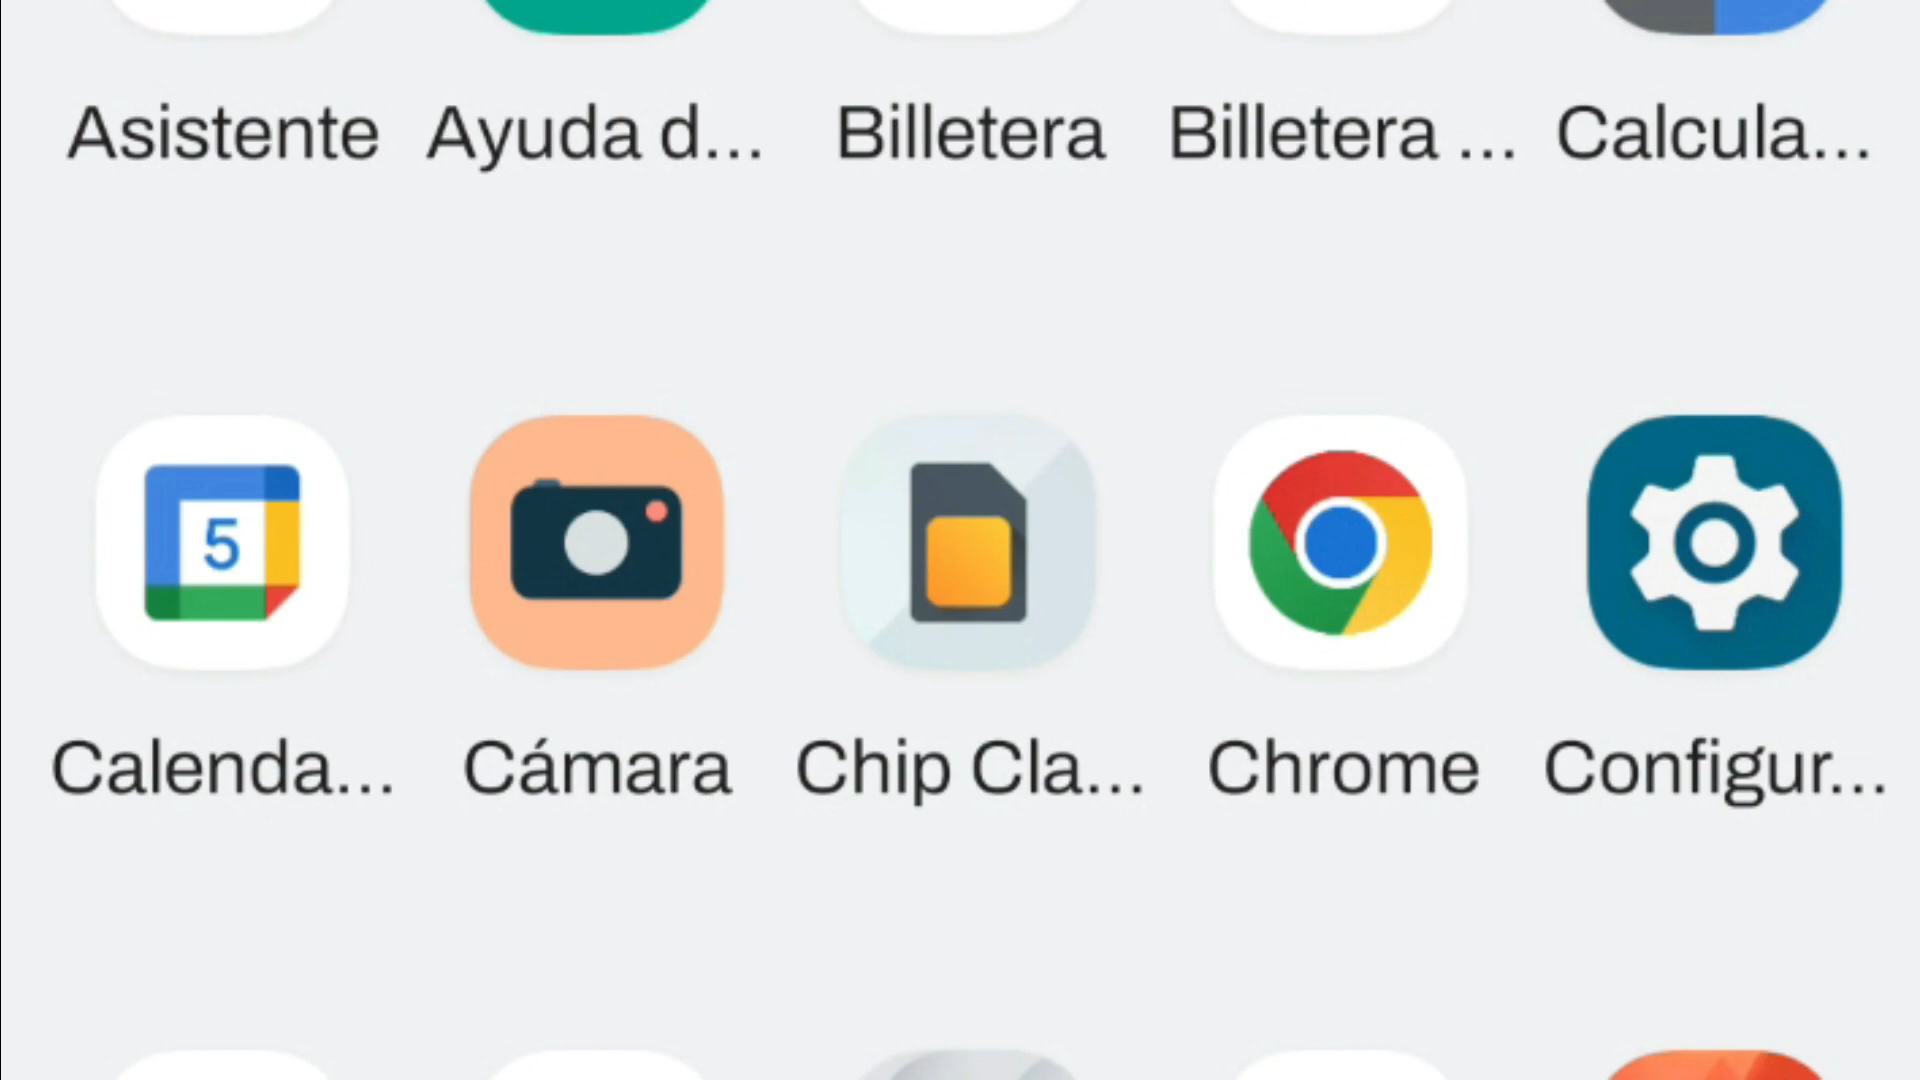 Asistente Ayuda d... Billetera Billetera ... Calcula...
5
Calenda... Cámara Chip Cla... Chrome Configur...